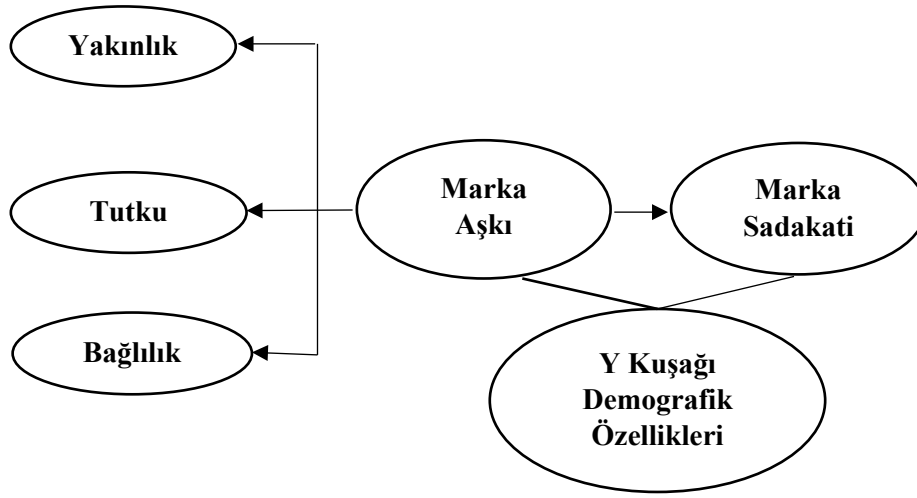 Yakınlık
Tutku
Bağlılık
Marka
Aşkı
Marka
Sadakati
Y Kuşağı
Demografik
Özellikleri